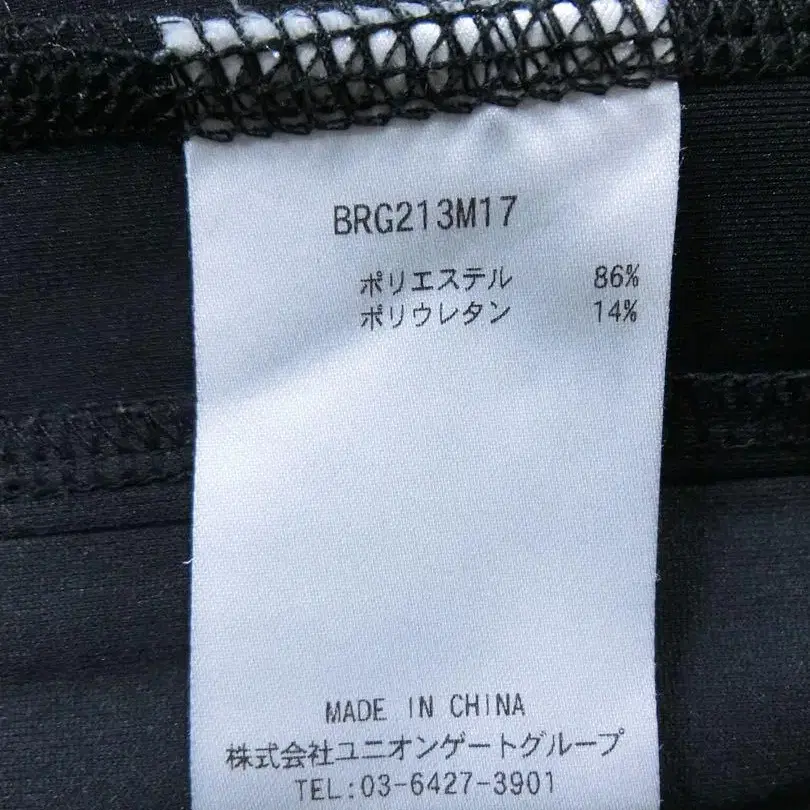 BRG213M17
ポリエステル 86%
ポリウレタン 14%
MADE IN CHINA
株式会社ユニオンゲートグループ
TEL:03-6427-3901